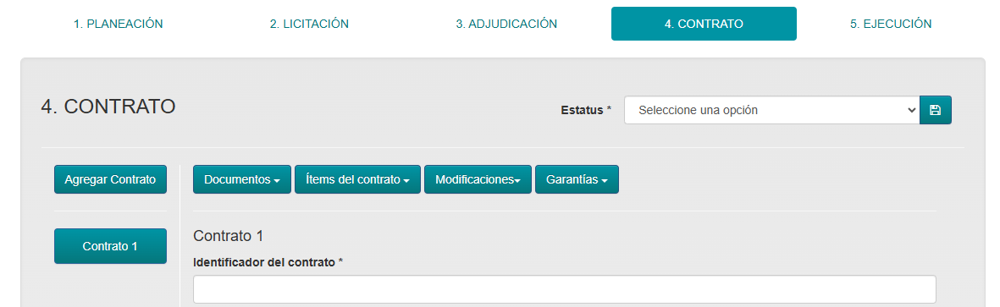 1. PLANEACIÓN
2. LICITACIÓN
3. ADJUDICACIÓN
4. CONTRATO
5. EJECUCIÓN
4. CONTRATO
Estatus *
Seleccione una opción
Agregar Contrato
Documentos
Ítems del contrato
Modificaciones
Garantías
Contrato 1
Contrato 1
Identificador del contrato *